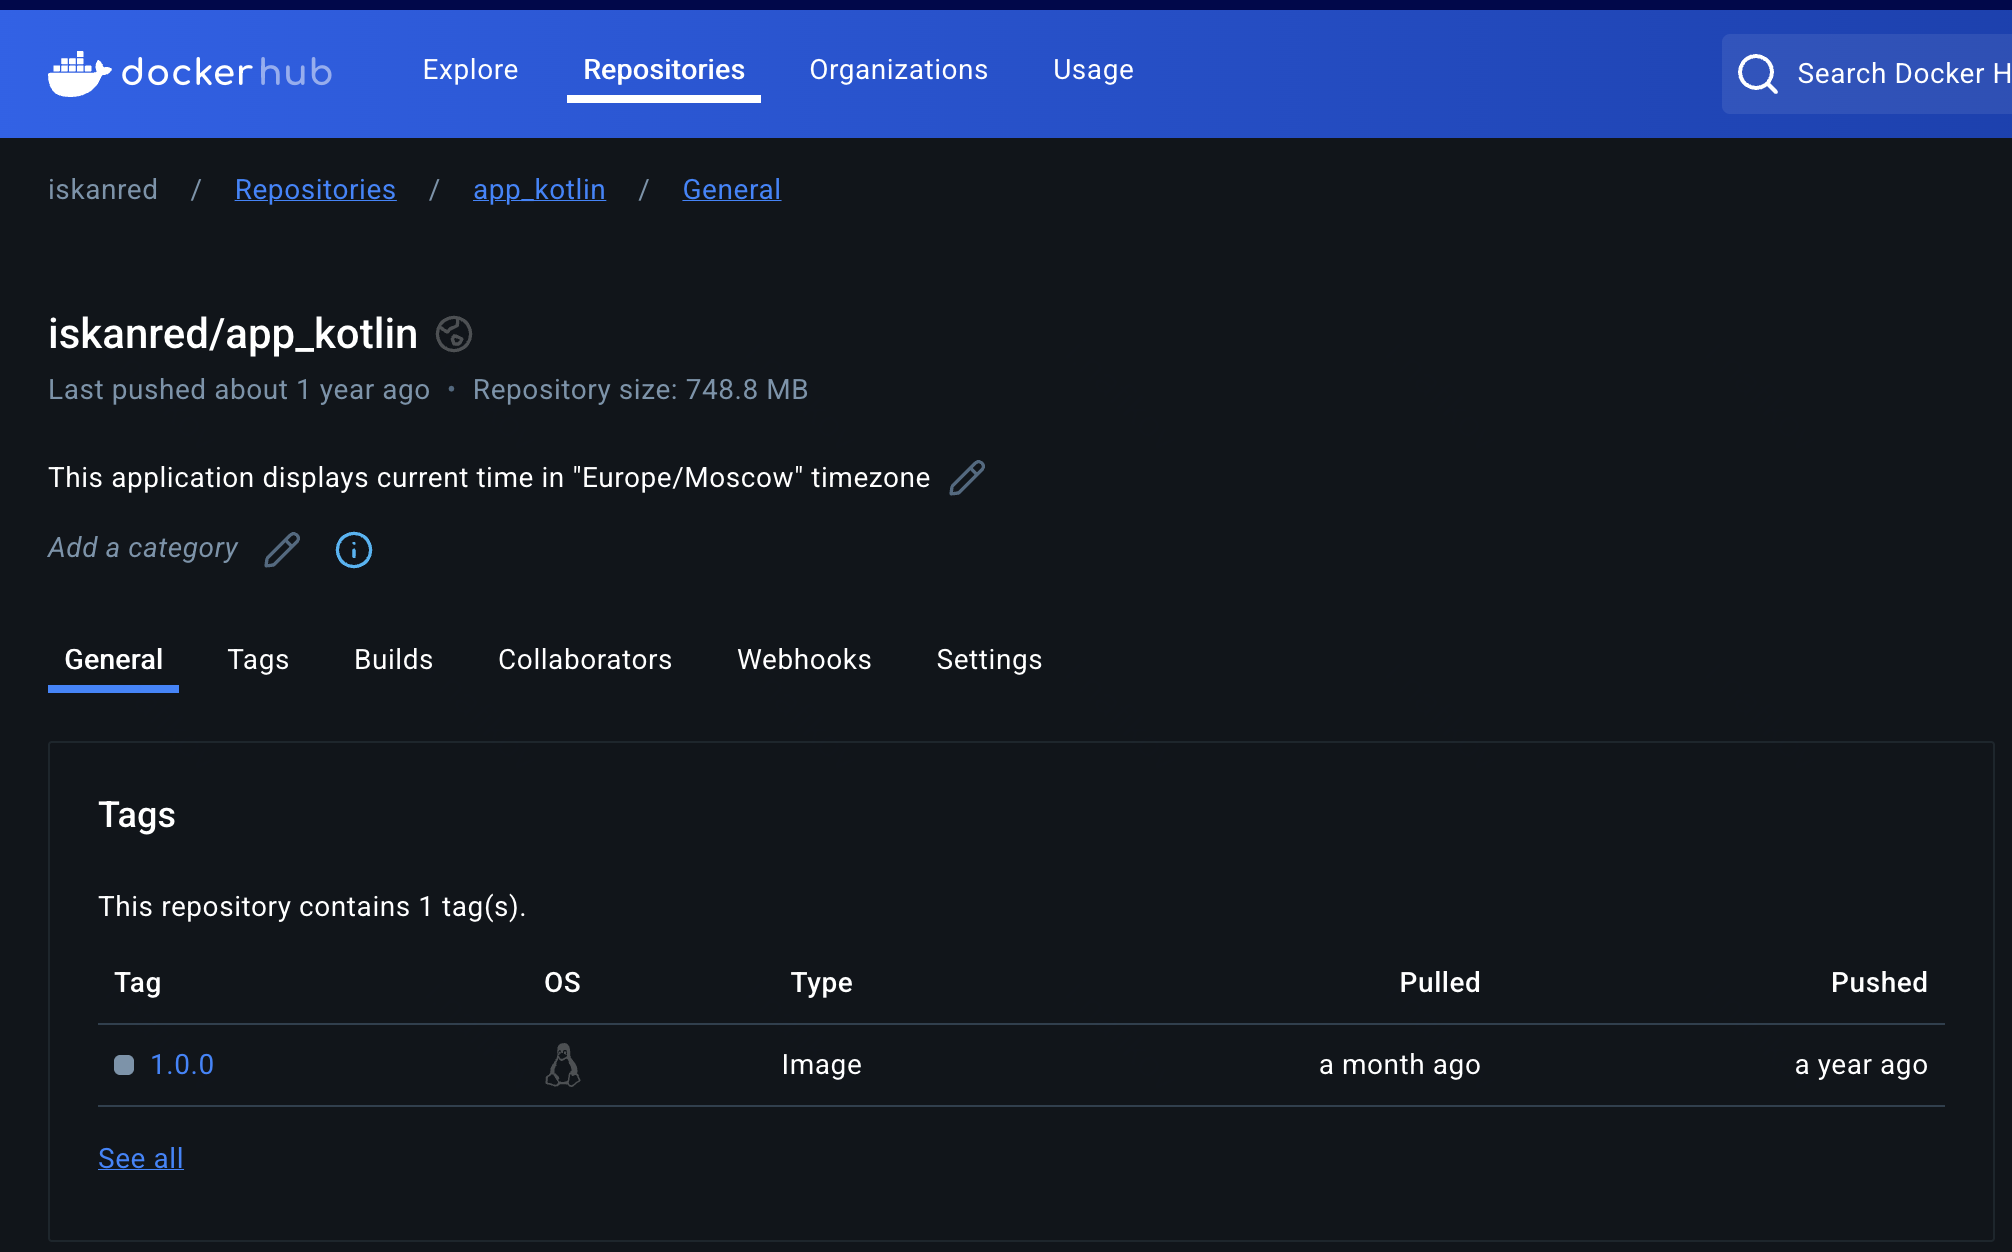 docker hub Explore Repositories Organizations Usage Search Docker H
iskanred / Repositories / app_kotlin / General
iskanred/app_kotlin
Last pushed about 1 year ago • Repository size: 748.8 MB
This application displays current time in "Europe/Moscow" timezone
Add a category
General Tags Builds Collaborators Webhooks Settings
Tags
This repository contains 1 tag(s).
Tag OS Type Pulled Pushed
1.0.0 Image a month ago a year ago
See all